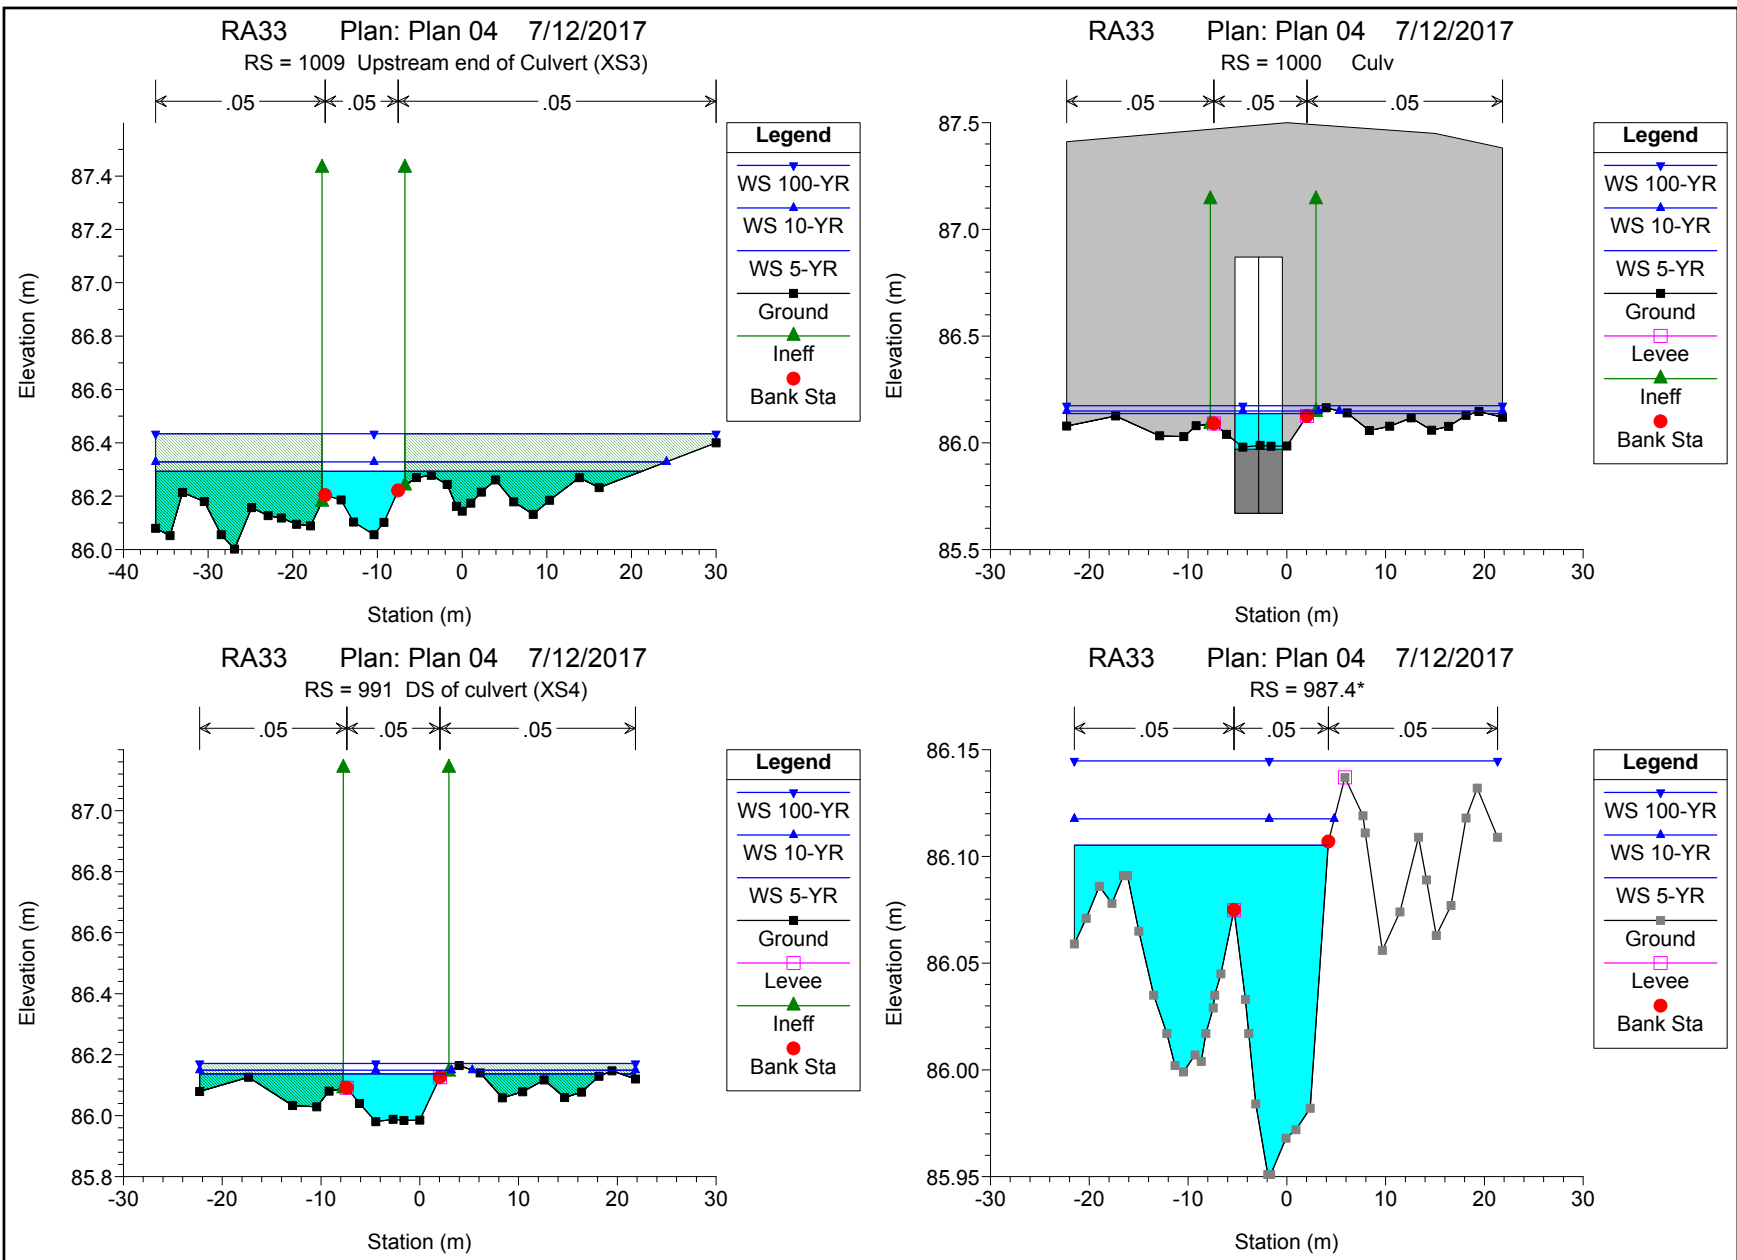 RA33 Plan: Plan 04 7/12/2017
RS = 1009 Upstream end of Culvert (XS3)
.05 .05 .05
87.4
87.2
87.0
86.8
86.6
86.4
86.2
86.0
Elevation (m)
-40 -30 -20 -10 0 10 20 30
Station (m)
Legend
WS 100-YR
WS 10-YR
WS 5-YR
Ground
Ineff
Bank Sta
RA33 Plan: Plan 04 7/12/2017
RS = 1000 Culv
.05 .05 .05
87.5
87.0
86.5
86.0
85.5
Elevation (m)
-30 -20 -10 0 10 20 30
Station (m)
Legend
WS 100-YR
WS 10-YR
WS 5-YR
Ground
Levee
Ineff
Bank Sta
RA33 Plan: Plan 04 7/12/2017
RS = 991 DS of culvert (XS4)
.05 .05 .05
87.0
86.8
86.6
86.4
86.2
86.0
85.8
Elevation (m)
-30 -20 -10 0 10 20 30
Station (m)
Legend
WS 100-YR
WS 10-YR
WS 5-YR
Ground
Levee
Ineff
Bank Sta
RA33 Plan: Plan 04 7/12/2017
RS = 987.4*
.05 .05 .05
86.15
86.10
86.05
86.00
85.95
Elevation (m)
-30 -20 -10 0 10 20 30
Station (m)
Legend
WS 100-YR
WS 10-YR
WS 5-YR
Ground
Levee
Bank Sta